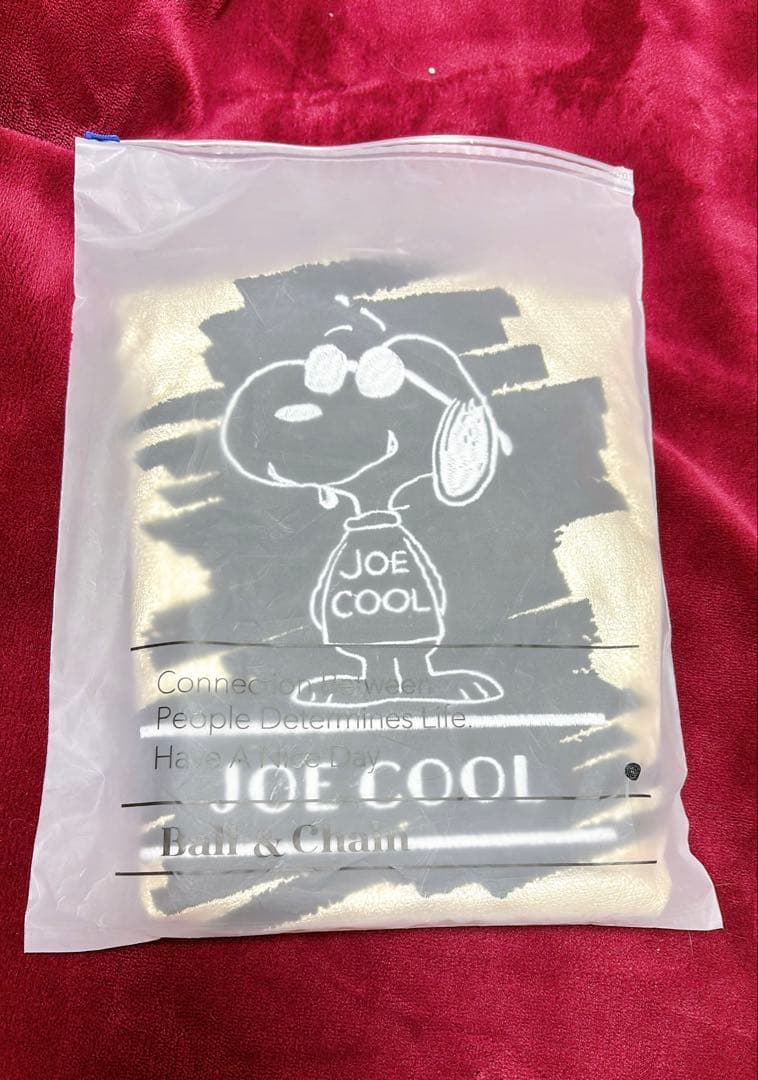 JOE
COOL
Connection Between
People Determines Life.
Have A Nice Day
JOE COOL
Ball & Chain